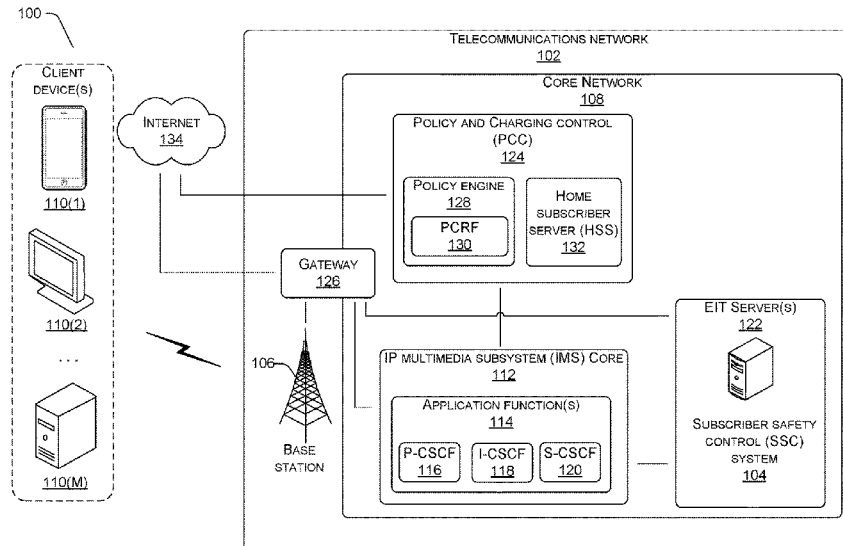 100
CLIENT
DEVICE(S)
110(1)
110(2)
...
110(M)
INTERNET
134
TELECOMMUNICATIONS NETWORK
102
CORE NETWORK
108
POLICY AND CHARGING CONTROL
(PCC)
124
POLICY ENGINE
128
PCRF
130
HOME
SUBSCRIBER
SERVER (HSS)
132
GATEWAY
126
106
BASE
STATION
IP MULTIMEDIA SUBSYSTEM (IMS) CORE
112
APPLICATION FUNCTION(S)
114
P-CSCF
116
I-CSCF
118
S-CSCF
120
EIT SERVER(S)
122
SUBSCRIBER SAFETY
CONTROL (SSC)
SYSTEM
104